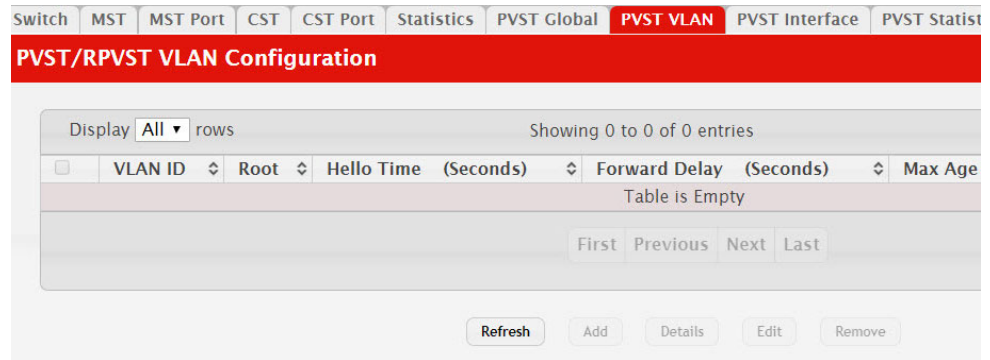 Switch MST MST Port CST CST Port Statistics PVST Global PVST VLAN PVST Interface PVST Statist
PVST/RPVST VLAN Configuration
Display All rows Showing 0 to 0 of 0 entries
VLAN ID Root Hello Time (Seconds) Forward Delay (Seconds) Max Age
Table is Empty
First Previous Next Last
Refresh Add Details Edit Remove